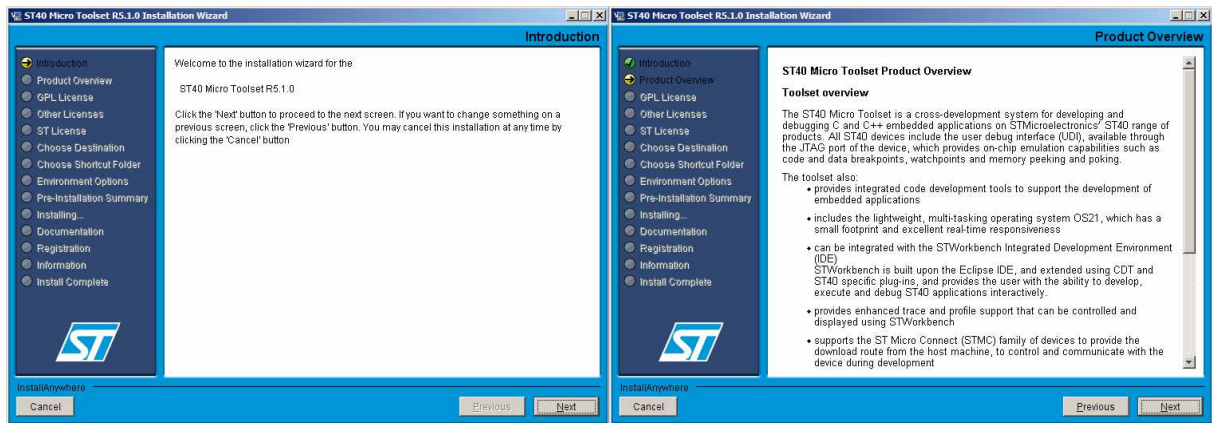 ST40 Micro Toolset R5.1.0 Installation Wizard
Introduction
Introduction
Product Overview
GPL License
Other Licenses
ST License
Choose Destination
Choose Shortcut Folder
Environment Options
Pre-Installation Summary
Installing...
Documentation
Registration
Information
Install Complete
ST
Welcome to the installation wizard for the
ST40 Micro Toolset R5.1.0
Click the 'Next' button to proceed to the next screen. If you want to change something on a
previous screen, click the 'Previous' button. You may cancel this installation at any time by
clicking the 'Cancel' button
InstallAnywhere
Cancel
Previous
Next
ST40 Micro Toolset R5.1.0 Installation Wizard
Product Overview
Introduction
Product Overview
GPL License
Other Licenses
ST License
Choose Destination
Choose Shortcut Folder
Environment Options
Pre-Installation Summary
Installing...
Documentation
Registration
Information
Install Complete
ST
ST40 Micro Toolset Product Overview
Toolset overview
The ST40 Micro Toolset is a cross-development system for developing and
debugging C and C++ embedded applications on STMicroelectronics' ST40 range of
products. All ST40 devices include the user debug interface (UDI), available through
the JTAG port of the device, which provides on-chip emulation capabilities such as
code and data breakpoints, watchpoints and memory peeking and poking.
The toolset also:
• provides integrated code development tools to support the development of
embedded applications
• includes the lightweight, multi-tasking operating system OS21, which has a
small footprint and excellent real-time responsiveness
• can be integrated with the STWorkbench Integrated Development Environment
(IDE)
STWorkbench is built upon the Eclipse IDE, and extended using CDT and
ST40 specific plug-ins, and provides the user with the ability to develop,
execute and debug ST40 applications interactively.
• provides enhanced trace and profile support that can be controlled and
displayed using STWorkbench
• supports the ST Micro Connect (STMC) family of devices to provide the
download route from the host machine, to control and communicate with the
device during development
InstallAnywhere
Cancel
Previous
Next